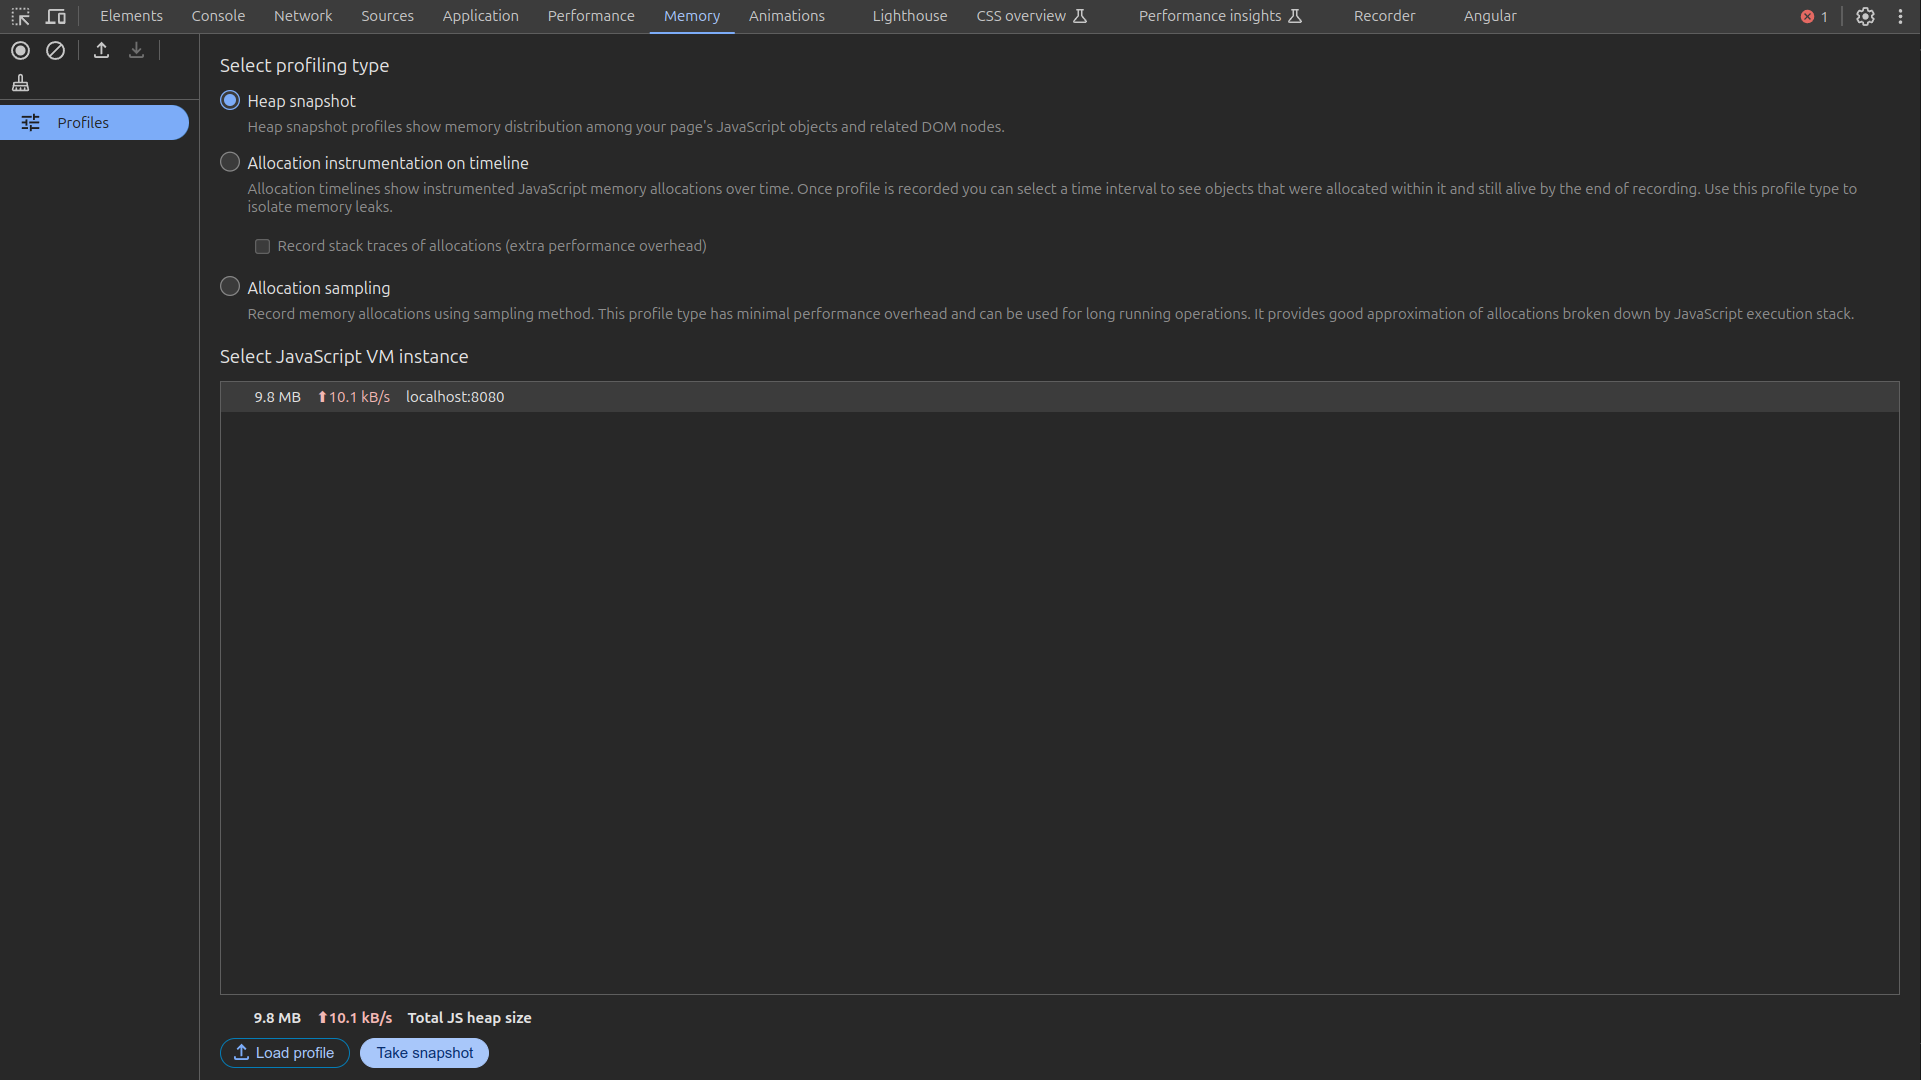 Elements Console Network Sources Application Performance Memory Animations Lighthouse CSS overview Performance insights Recorder Angular 1
Profiles
Select profiling type
Heap snapshot
Heap snapshot profiles show memory distribution among your page's JavaScript objects and related DOM nodes.
Allocation instrumentation on timeline
Allocation timelines show instrumented JavaScript memory allocations over time. Once profile is recorded you can select a time interval to see objects that were allocated within it and still alive by the end of recording. Use this profile type to
isolate memory leaks.
Record stack traces of allocations (extra performance overhead)
Allocation sampling
Record memory allocations using sampling method. This profile type has minimal performance overhead and can be used for long running operations. It provides good approximation of allocations broken down by JavaScript execution stack.
Select JavaScript VM instance
9.8 MB ⬆10.1 kB/s localhost:8080
9.8 MB ⬆10.1 kB/s Total JS heap size
Load profile Take snapshot